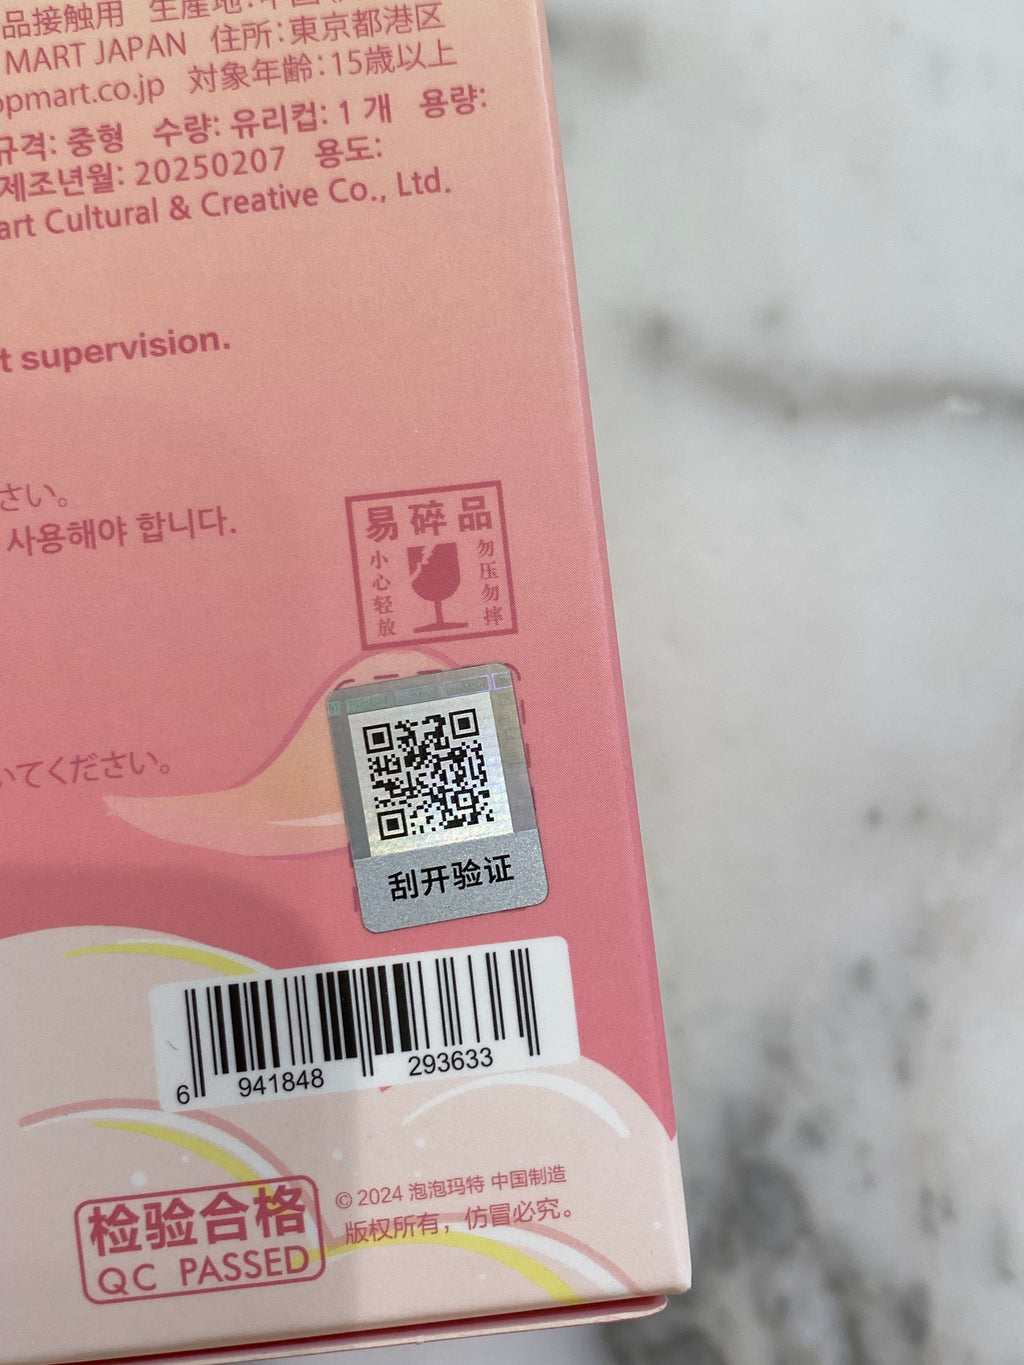 品接触用 生産地:中国
MART JAPAN 住所:東京都港区
opmart.co.jp 対象年齢:15歳以上
규격: 중형 수량: 유리컵: 1 개 용량:
제조년월: 20250207 용도:
art Cultural & Creative Co., Ltd.
t supervision.
さい。
사용해야 합니다.
易碎品
小心轻放
勿压勿摔
いてください。
刮开验证
6 941848 293633
检验合格
QC PASSED
© 2024 泡泡玛特 中国制造
版权所有，仿冒必究。